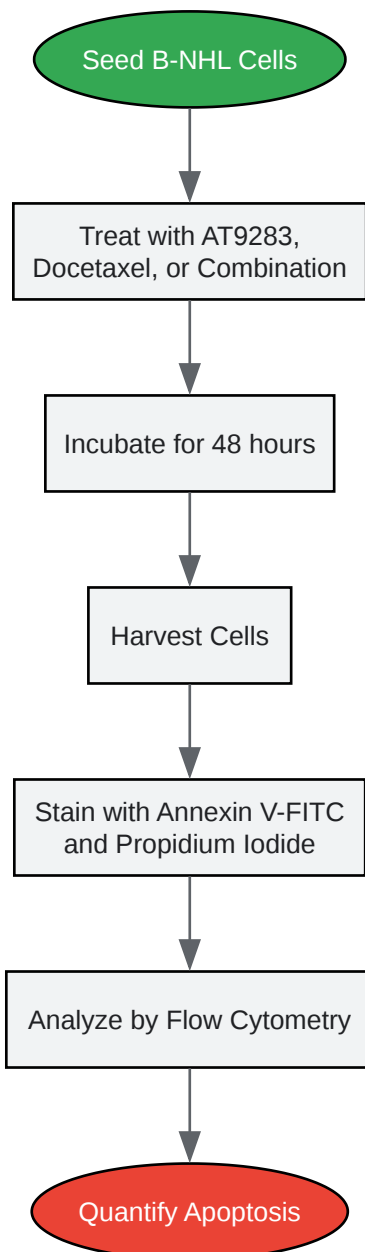 Seed B-NHL Cells
Treat with AT9283,
Docetaxel, or Combination
Incubate for 48 hours
Harvest Cells
Stain with Annexin V-FITC
and Propidium Iodide
Analyze by Flow Cytometry
Quantify Apoptosis